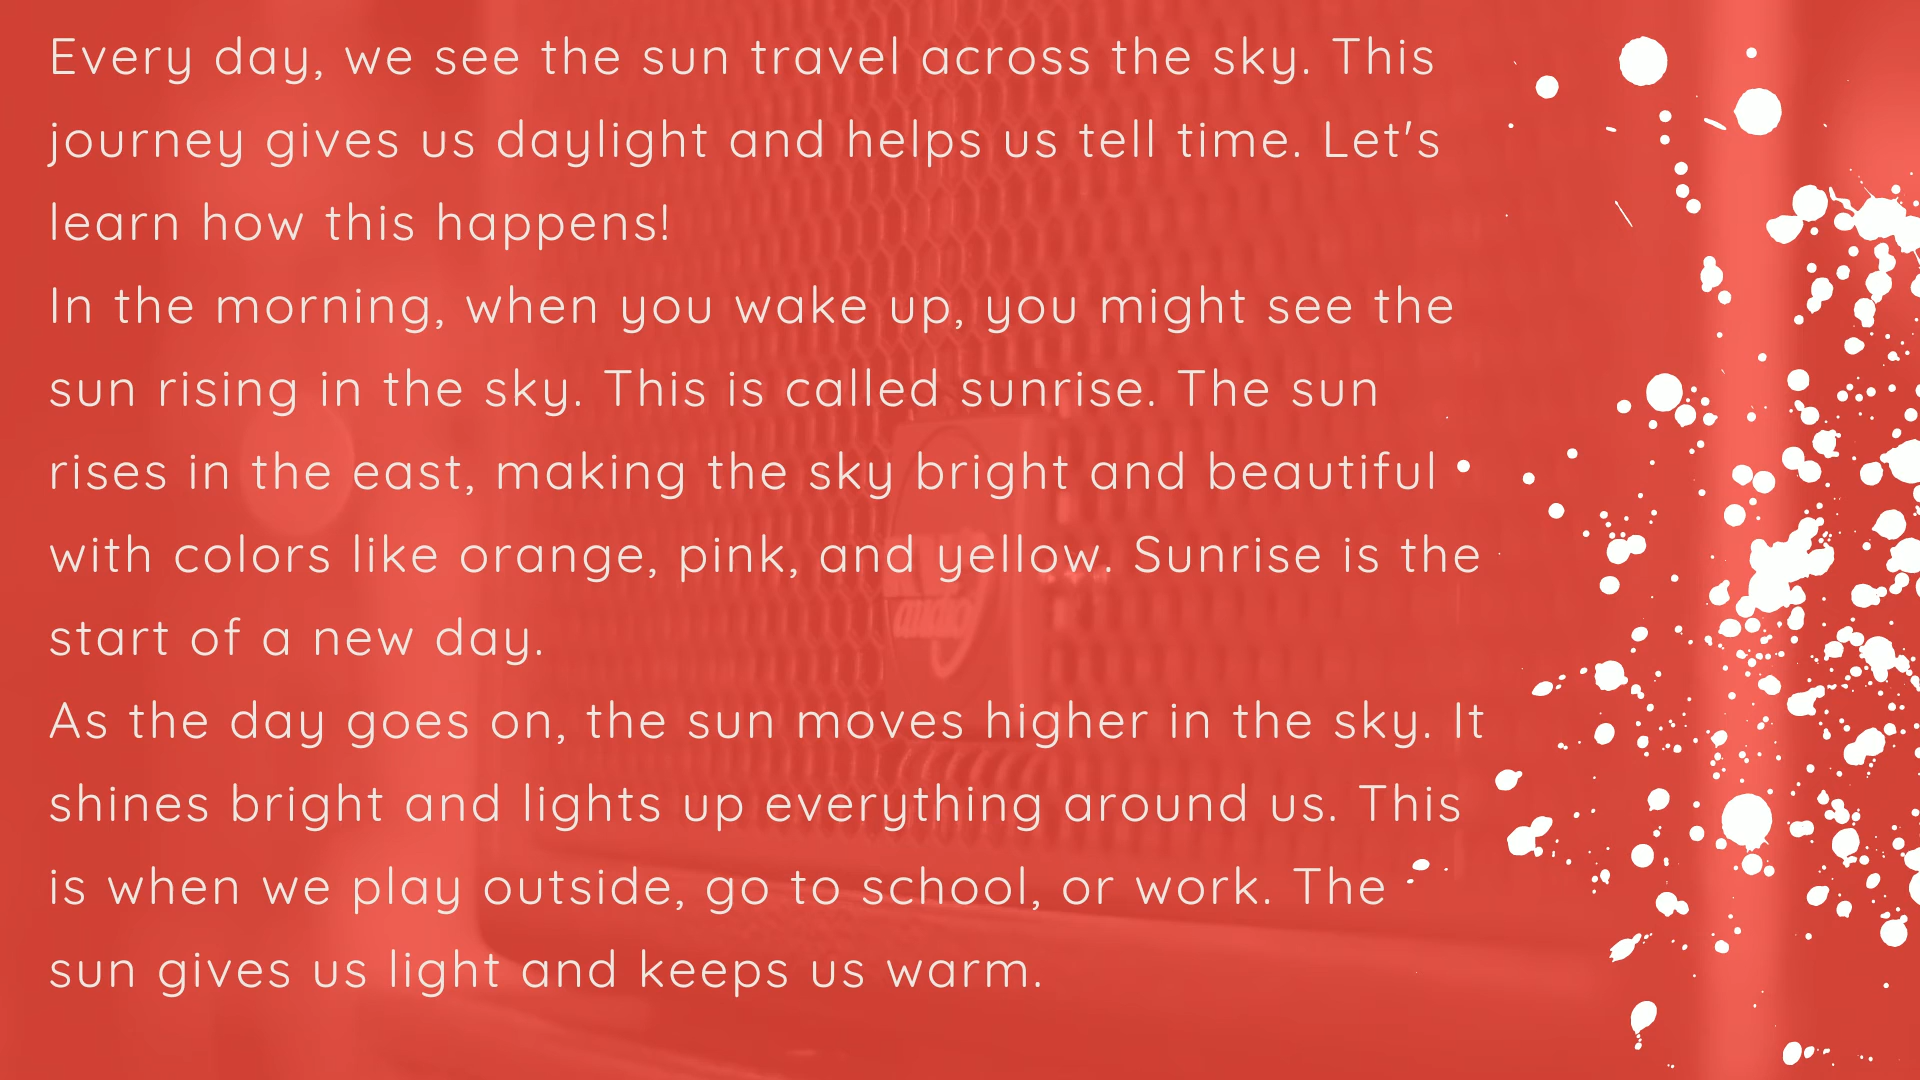 Every day, we see the sun travel across the sky. This
journey gives us daylight and helps us tell time. Let's
learn how this happens!
In the morning, when you wake up, you might see the
sun rising in the sky. This is called sunrise. The sun
rises in the east, making the sky bright and beautiful
with colors like orange, pink, and yellow. Sunrise is the
start of a new day.
As the day goes on, the sun moves higher in the sky. It
shines bright and lights up everything around us. This
is when we play outside, go to school, or work. The
sun gives us light and keeps us warm.
audio